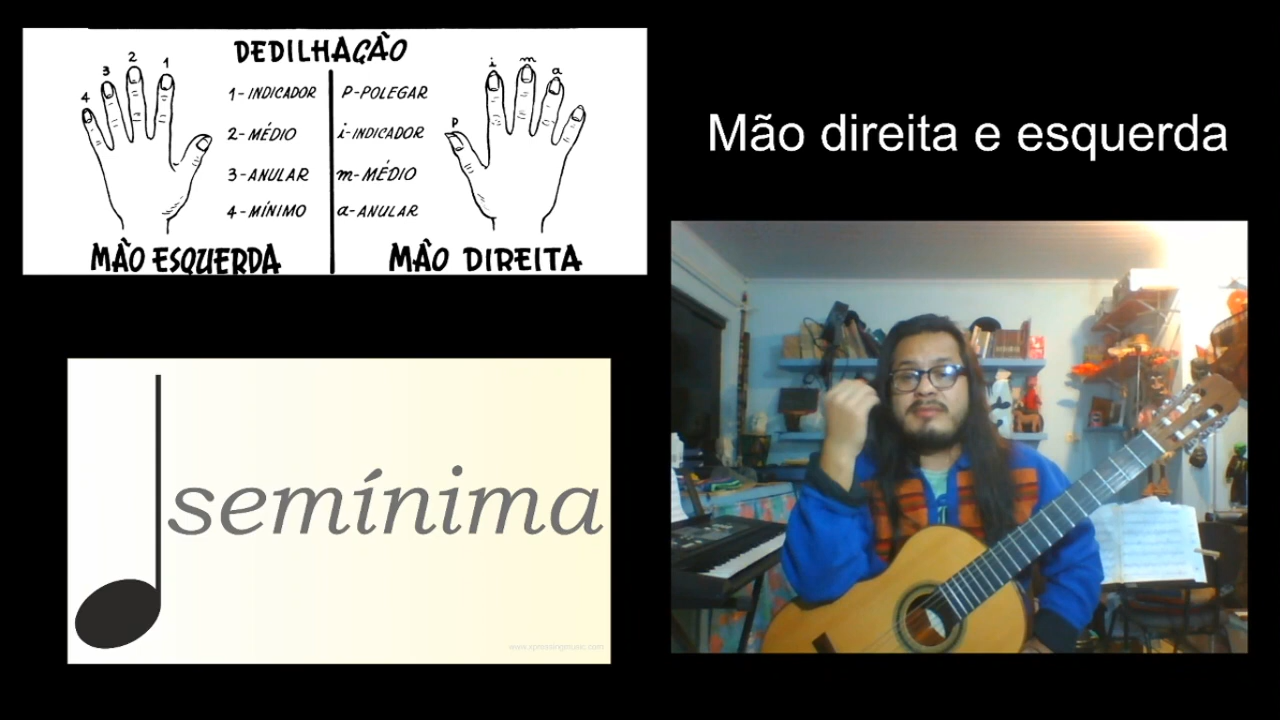 DEDILHAÇÃO
4 3 2 1
1-INDICADOR
2-MÉDIO
3-ANULAR
4-MÍNIMO
MÃO ESQUERDA
p i m a
P-POLEGAR
i-INDICADOR
m-MÉDIO
a-ANULAR
MÃO DIREITA
Mão direita e esquerda
semínima